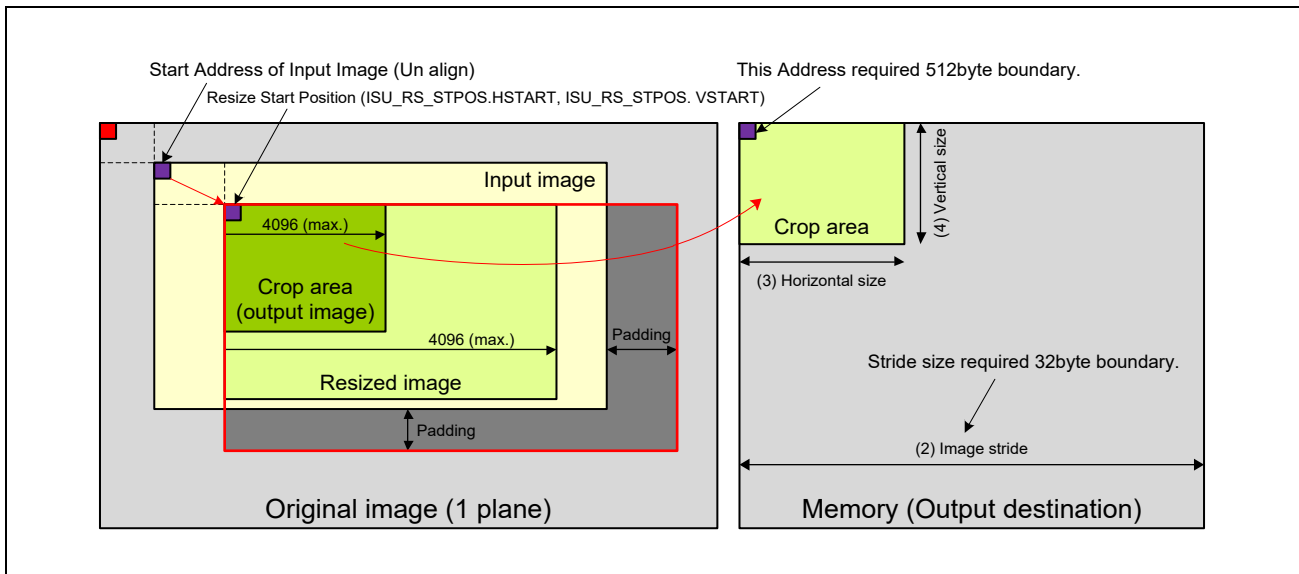 Start Address of Input Image (Un align)
Resize Start Position (ISU_RS_STPOS.HSTART, ISU_RS_STPOS. VSTART)
Input image
4096 (max.)
Crop area
(output image)
4096 (max.)
Resized image
Padding
Padding
Original image (1 plane)
This Address required 512byte boundary.
Crop area
(4) Vertical size
(3) Horizontal size
Stride size required 32byte boundary.
(2) Image stride
Memory (Output destination)